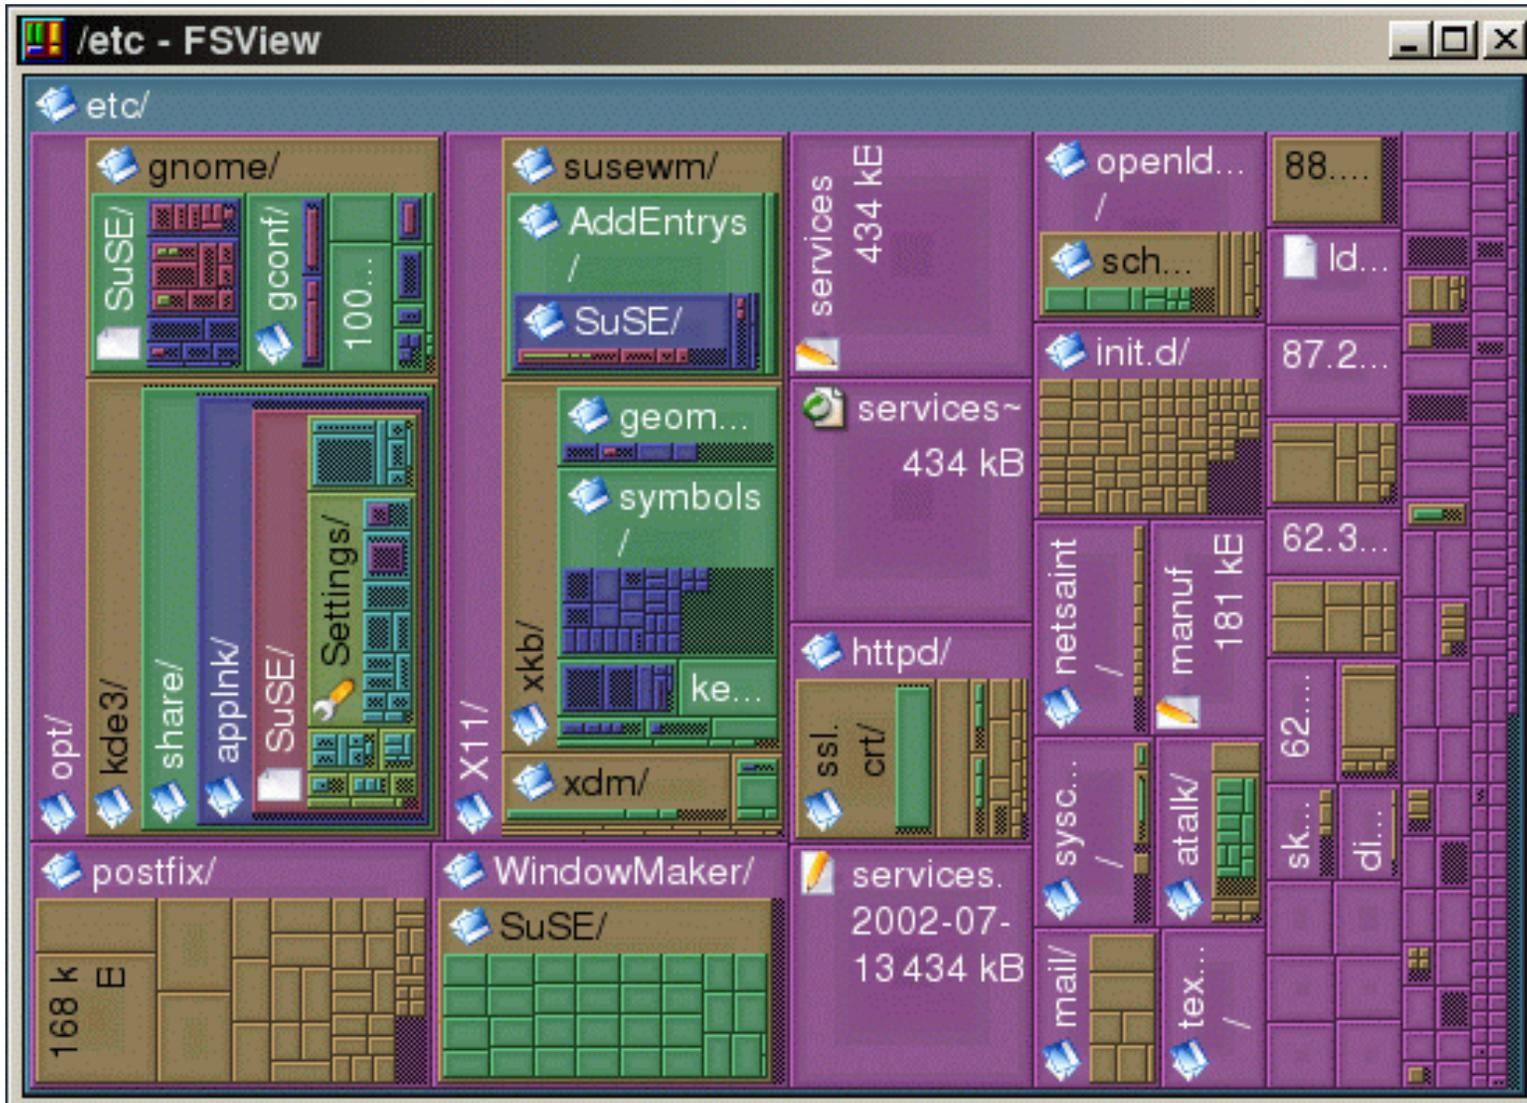 /etc - FSView
etc/
opt/
gnome/
SuSE/
gconf/
100...
kde3/
share/
applnk/
SuSE/
Settings/
X11/
susewm/
AddEntrys
/
SuSE/
xkb/
geom...
symbols
/
ke...
xdm/
services
434 kB
services~
434 kB
httpd/
ssl.
crt/
services.
2002-07-
13 434 kB
openld...
/
sch...
init.d/
netsaint
/
manuf
181 kB
sysc...
/
atalk/
mail/
tex...
/
88....
ld...
87.2...
62.3...
62...
sk...
di...
postfix/
168 k
B
WindowMaker/
SuSE/